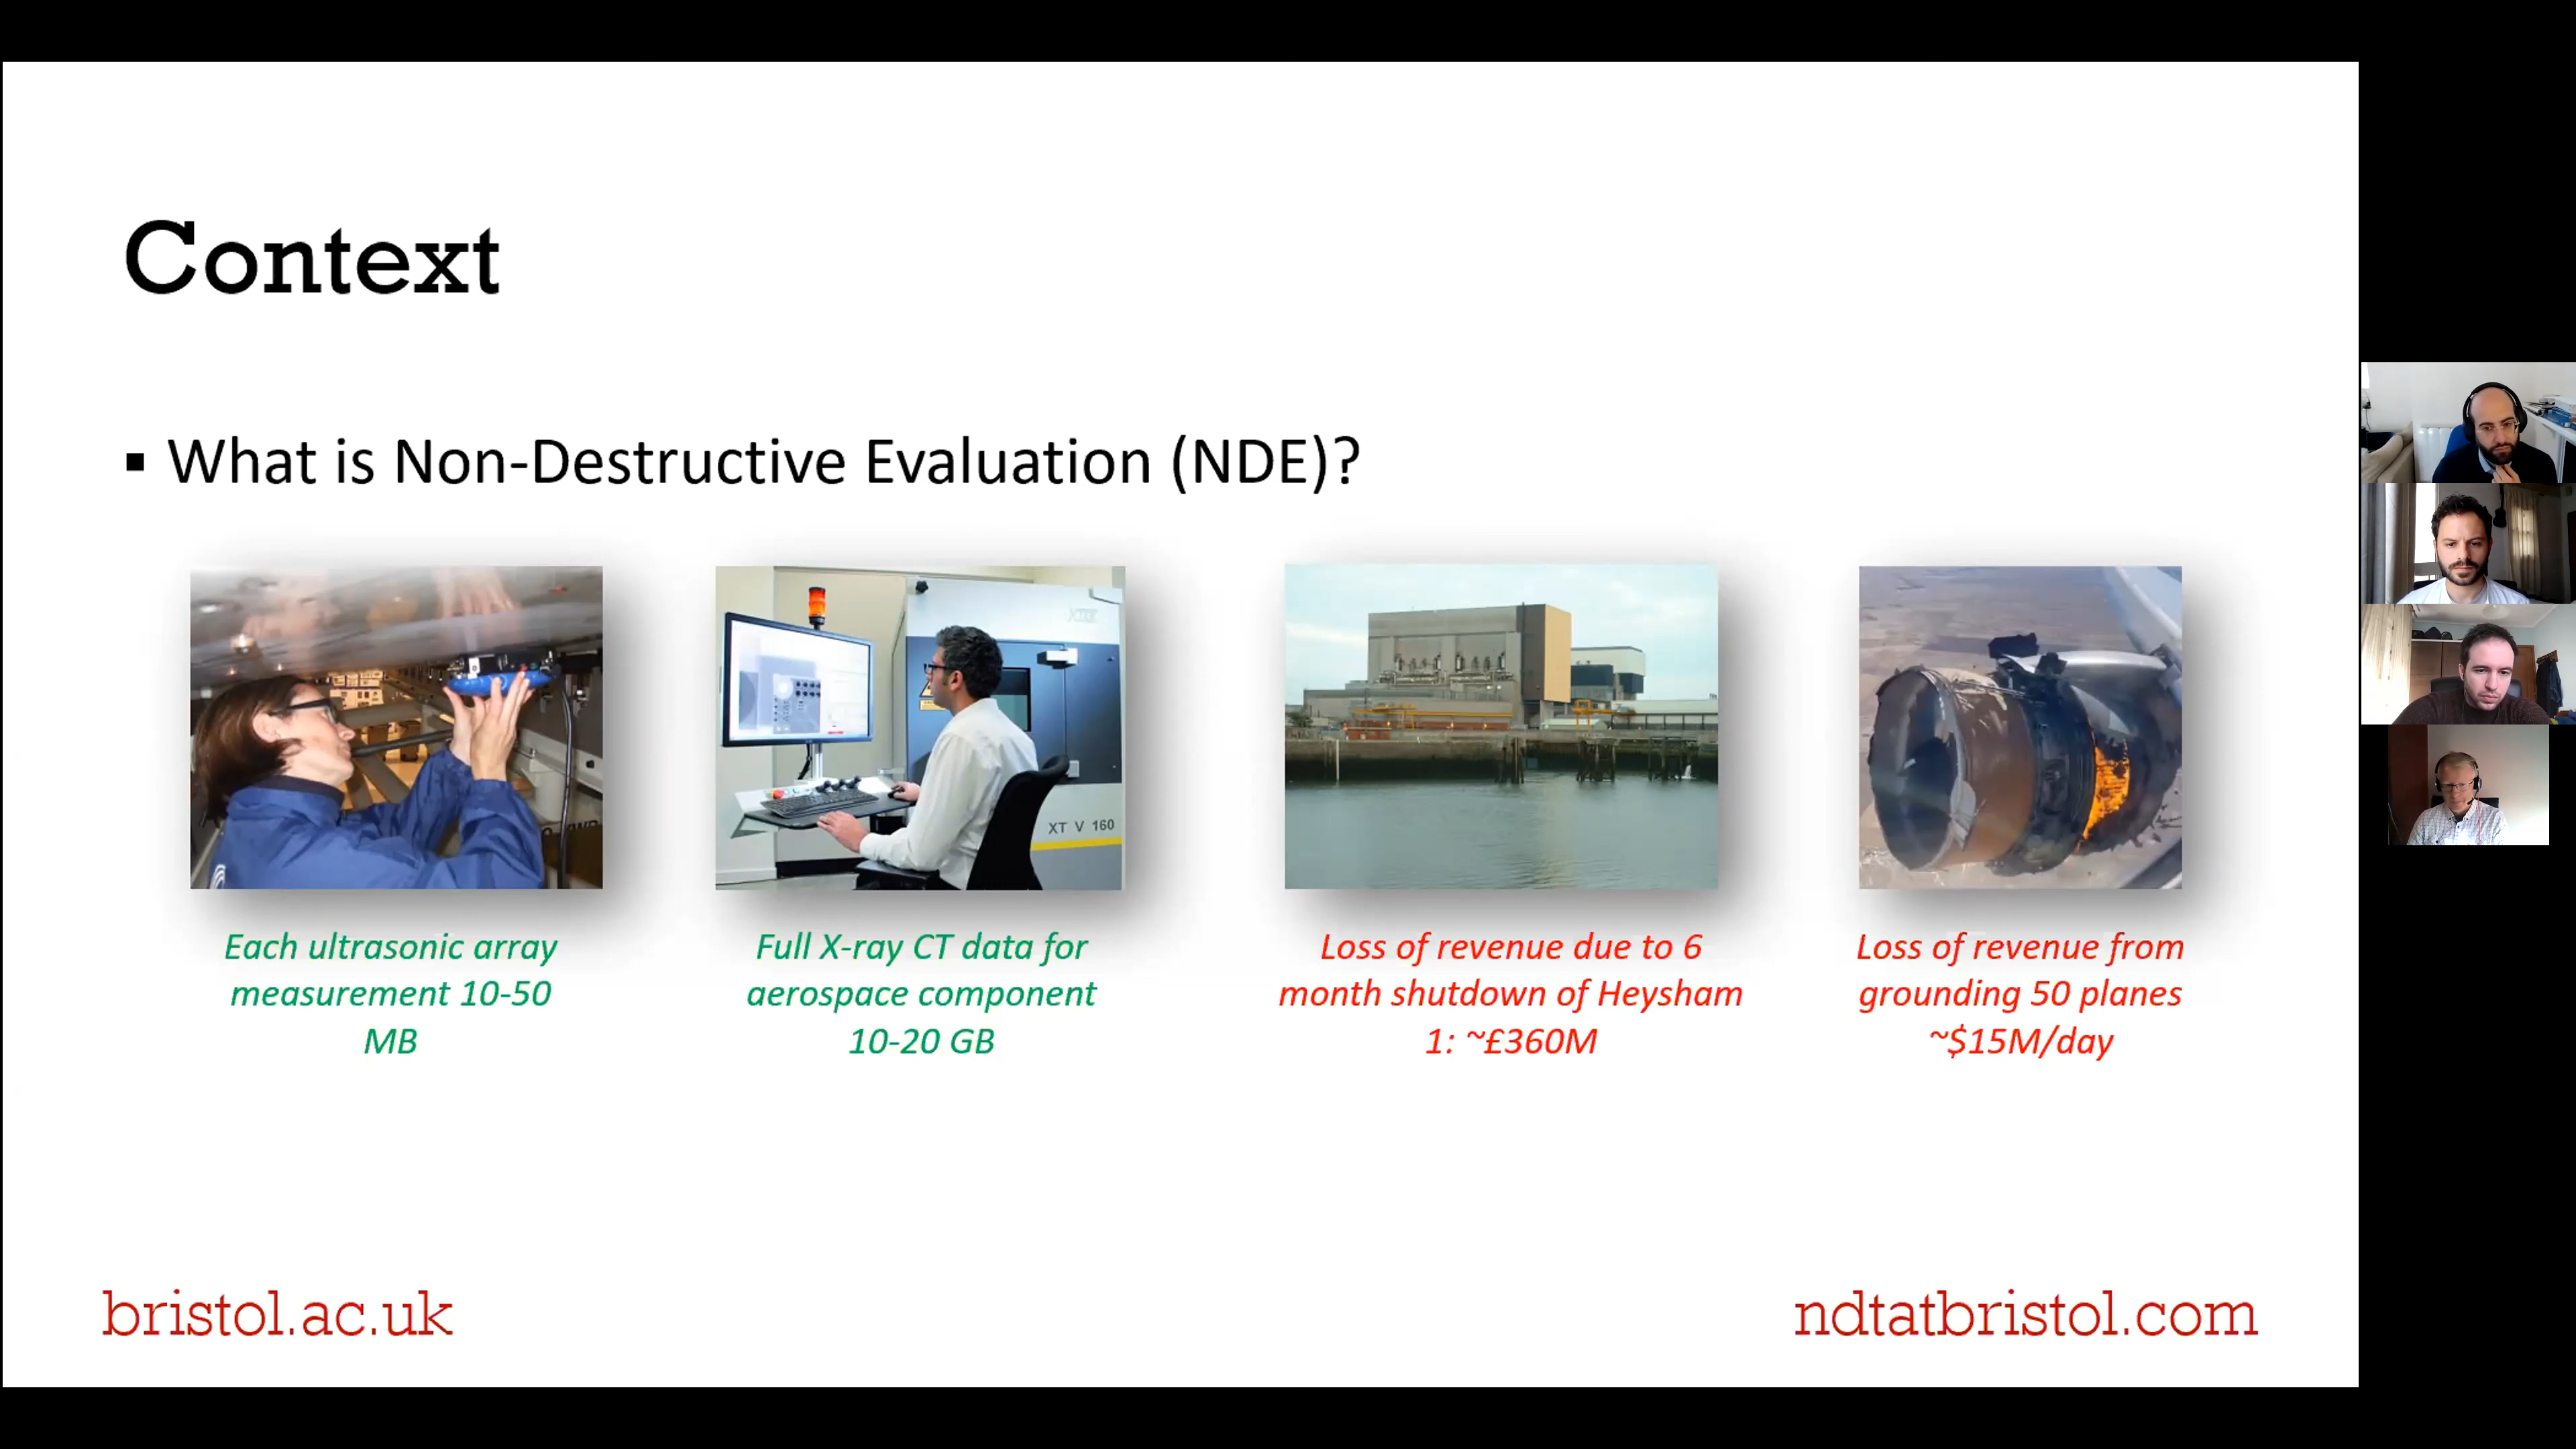 Context
▪ What is Non-Destructive Evaluation (NDE)?
XT V 160
Each ultrasonic array
measurement 10-50
MB
Full X-ray CT data for
aerospace component
10-20 GB
Loss of revenue due to 6
month shutdown of Heysham
1: ~£360M
Loss of revenue from
grounding 50 planes
~$15M/day
bristol.ac.uk
ndtatbristol.com